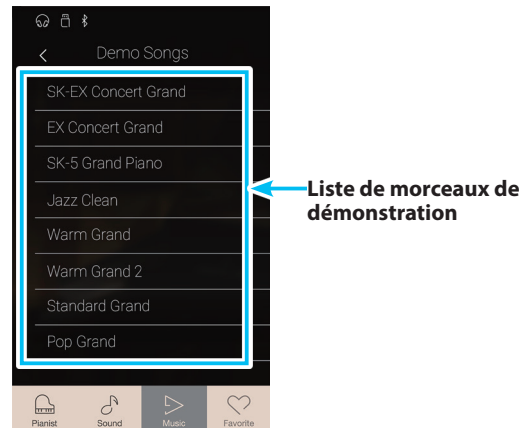 Demo Songs
SK-EX Concert Grand
EX Concert Grand
SK-5 Grand Piano
Jazz Clean
Warm Grand
Warm Grand 2
Standard Grand
Pop Grand
Liste de morceaux de
démonstration
Pianist Sound Music Favorite